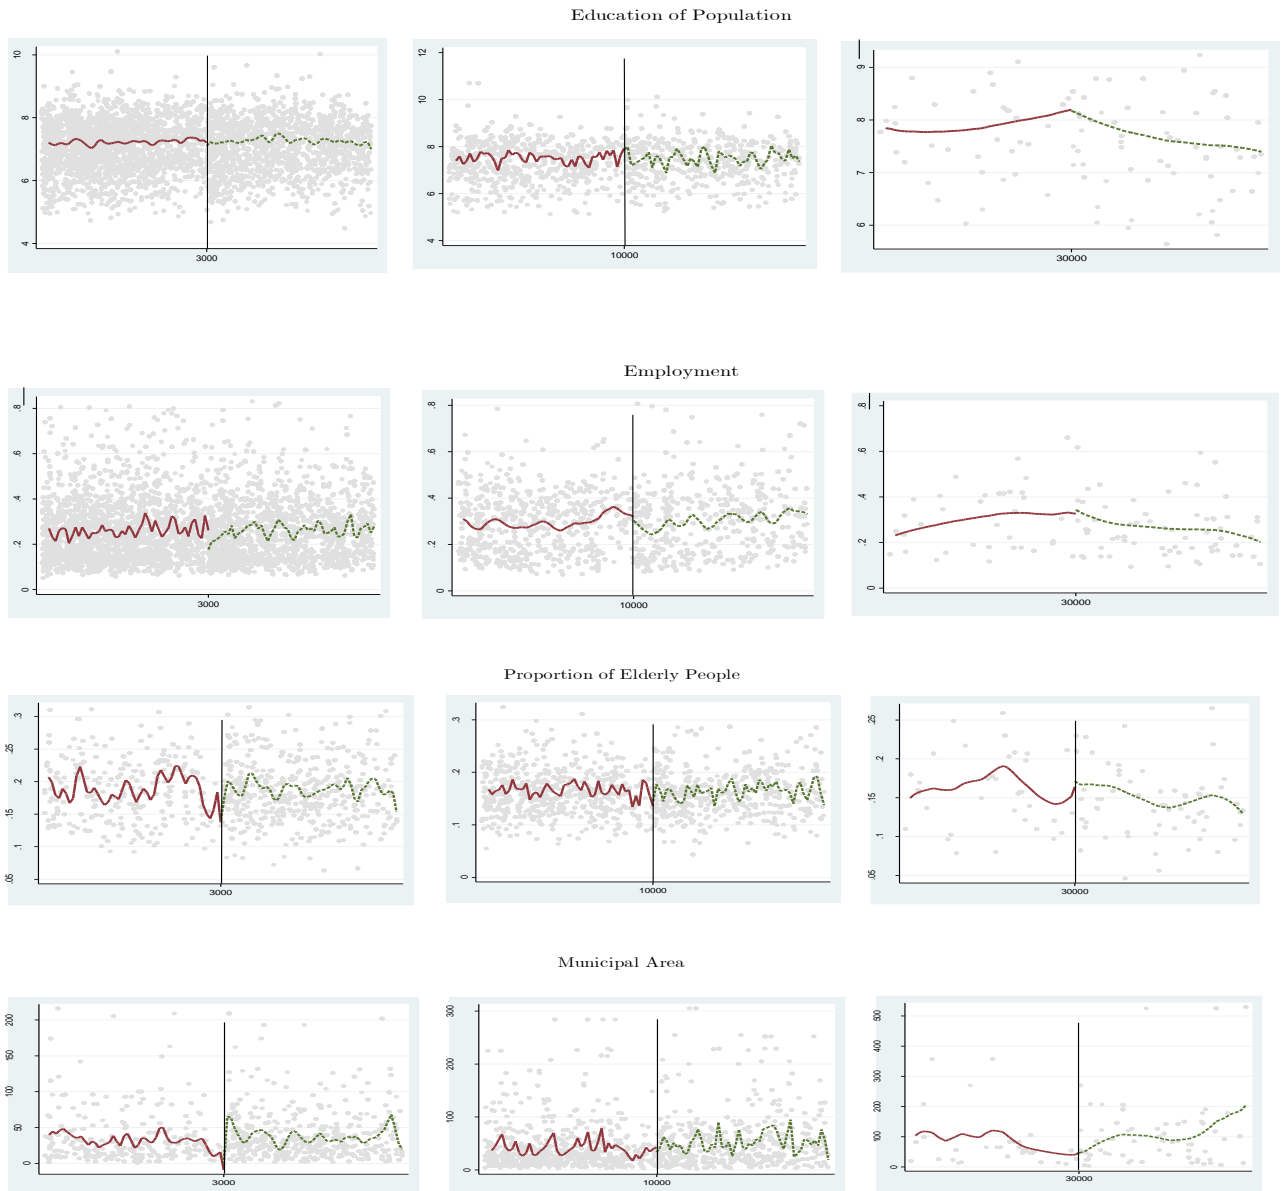 Education of Population
10 8 6 4 3000
12 10 8 6 4 10000
9 8 7 6 30000
Employment
.8 .6 .4 .2 0 3000
.8 .6 .4 .2 0 10000
.8 .6 .4 .2 0 30000
Proportion of Elderly People
.3 .25 .2 .15 .1 .05 3000
.3 .2 .1 0 10000
.25 .2 .15 .1 .05 30000
Municipal Area
200 150 100 50 0 3000
300 200 100 0 10000
500 400 300 200 100 0 30000